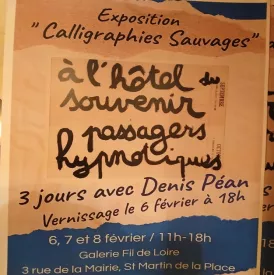 Exposition
"Calligraphies Sauvages"
à l'hôtel du
souvenir
passagers
hypnotiques
3 jours avec Denis Péan
Vernissage le 6 février à 18h
6, 7 et 8 février / 11h-18h
Galerie Fil de Loire
3 rue de la Mairie, St Martin de la Place